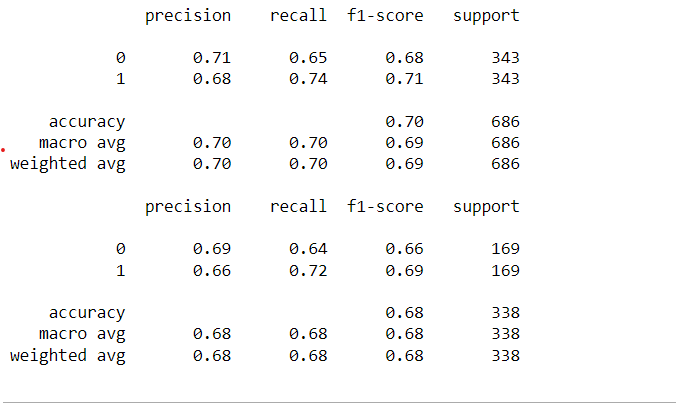 precision recall f1-score support
0 0.71 0.65 0.68 343
1 0.68 0.74 0.71 343
accuracy 0.70 686
macro avg 0.70 0.70 0.69 686
weighted avg 0.70 0.70 0.69 686
precision recall f1-score support
0 0.69 0.64 0.66 169
1 0.66 0.72 0.69 169
accuracy 0.68 338
macro avg 0.68 0.68 0.68 338
weighted avg 0.68 0.68 0.68 338